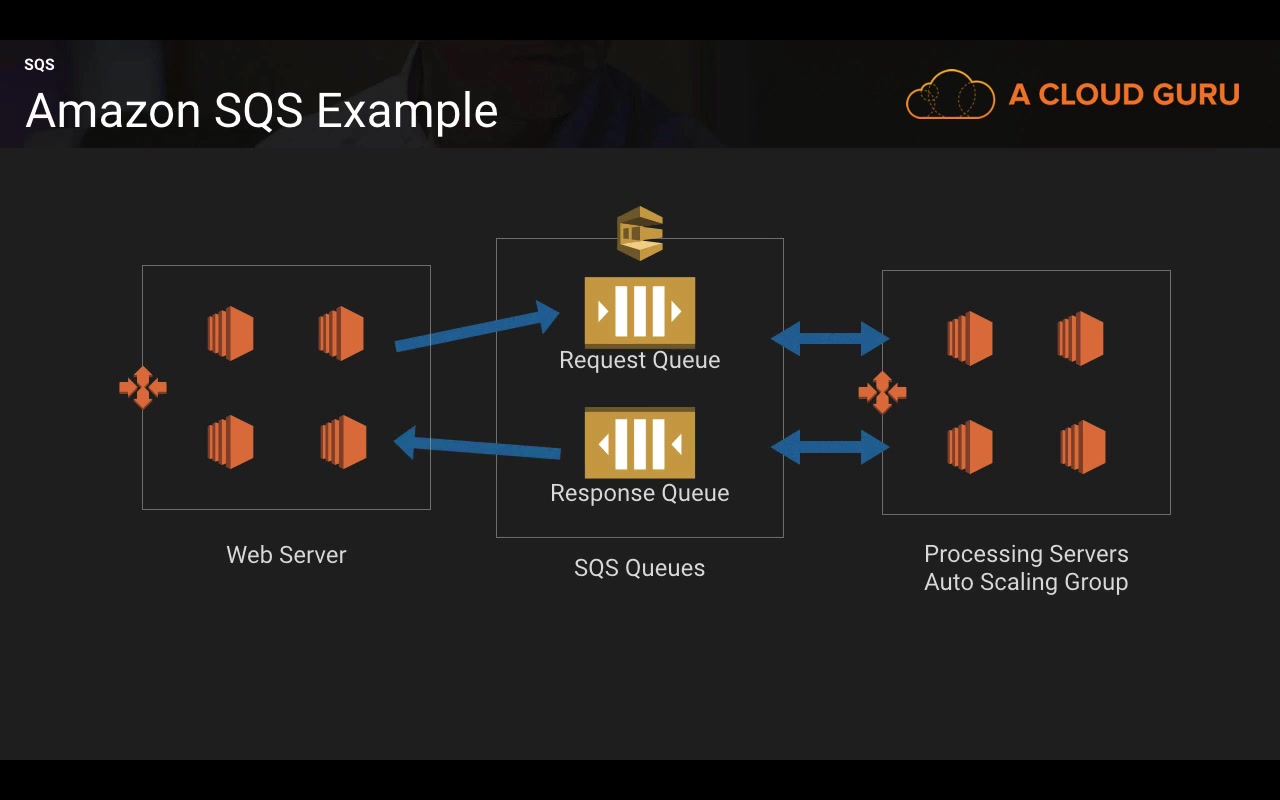 SQS
Amazon SQS Example
A CLOUD GURU
Request Queue
Response Queue
Web Server
SQS Queues
Processing Servers
Auto Scaling Group